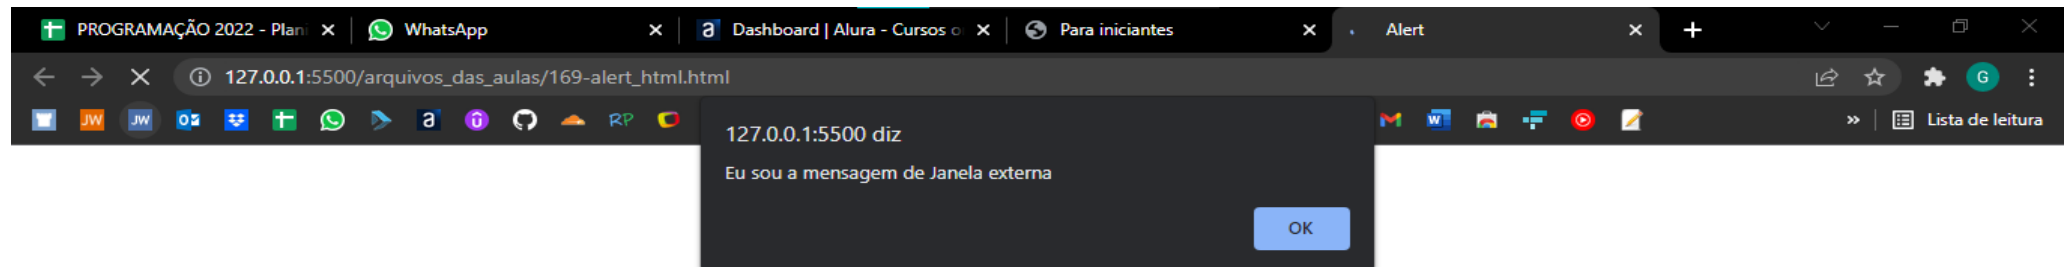 PROGRAMAÇÃO 2022 - Plani
WhatsApp
Dashboard | Alura - Cursos o
Para iniciantes
Alert
127.0.0.1:5500/arquivos_das_aulas/169-alert_html.html
G
JW
JW
a
RP
Lista de leitura
127.0.0.1:5500 diz
Eu sou a mensagem de Janela externa
OK